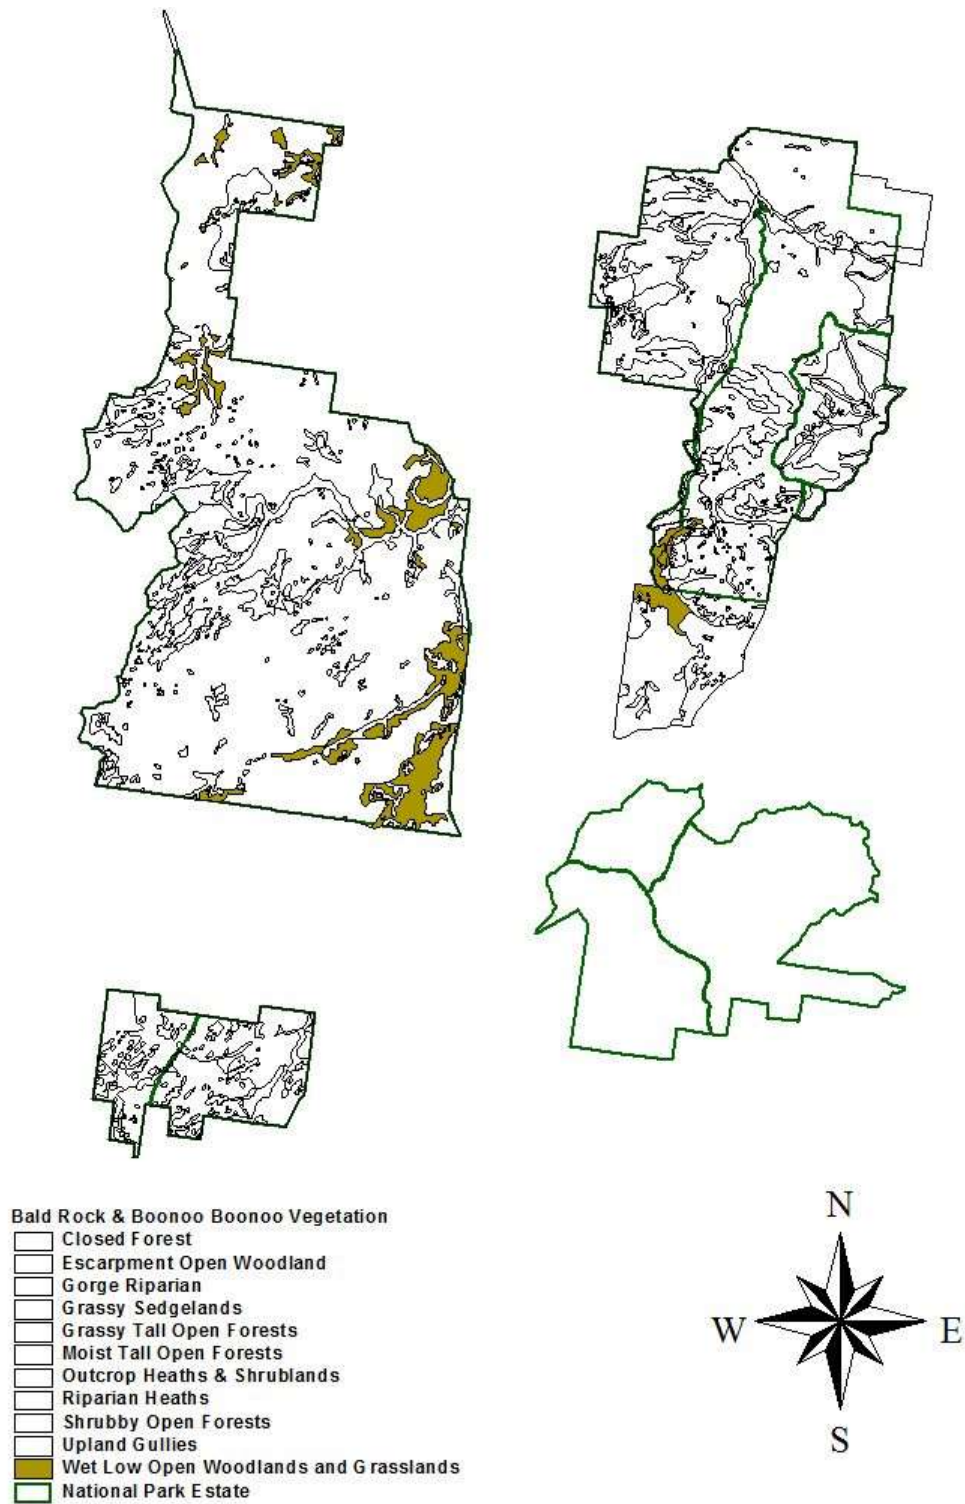 Bald Rock & Boonoo Boonoo Vegetation
Closed Forest
Escarpment Open Woodland
Gorge Riparian
Grassy Sedgelands
Grassy Tall Open Forests
Moist Tall Open Forests
Outcrop Heaths & Shrublands
Riparian Heaths
Shrubby Open Forests
Upland Gullies
Wet Low Open Woodlands and Grasslands
National Park Estate
N
W E
S